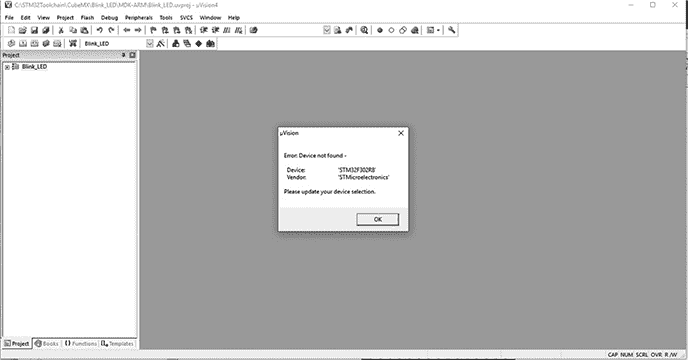 C:\STM32Toolchain\CubeMX\Blink_LED\MDK-ARM\Blink_LED.uvproj - µVision4
File Edit View Project Flash Debug Peripherals Tools SVCS Window Help
Blink_LED
Project
Blink_LED
µVision
Error: Device not found -
Device: 'STM32F302R8'
Vendor: 'STMicroelectronics'
Please update your device selection.
OK
Project Books Functions Templates
CAP NUM SCRL OVR R/W